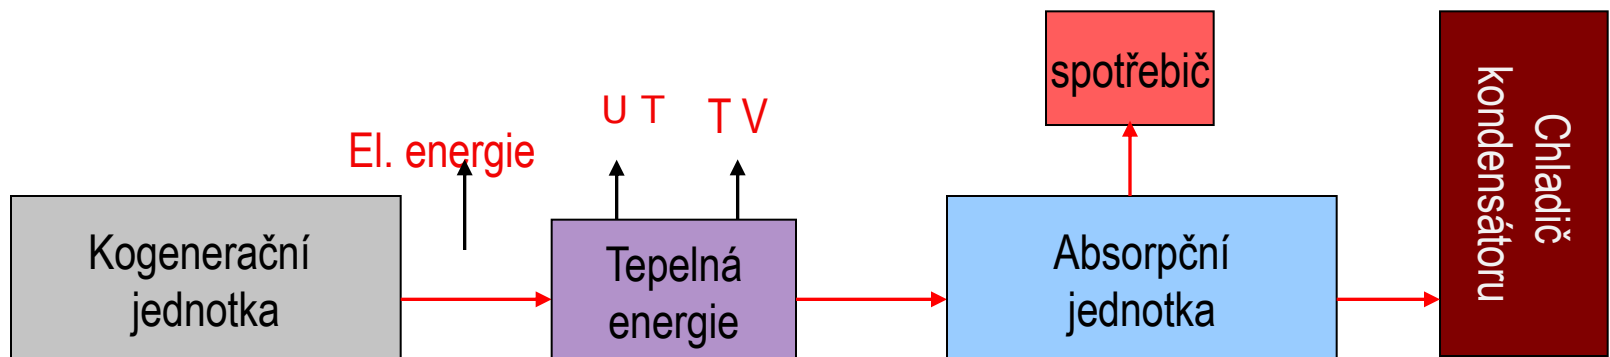 Kogenerační
jednotka
El. energie
U T
T V
Tepelná
energie
Absorpční
jednotka
spotřebič
Chladič
kondensátoru